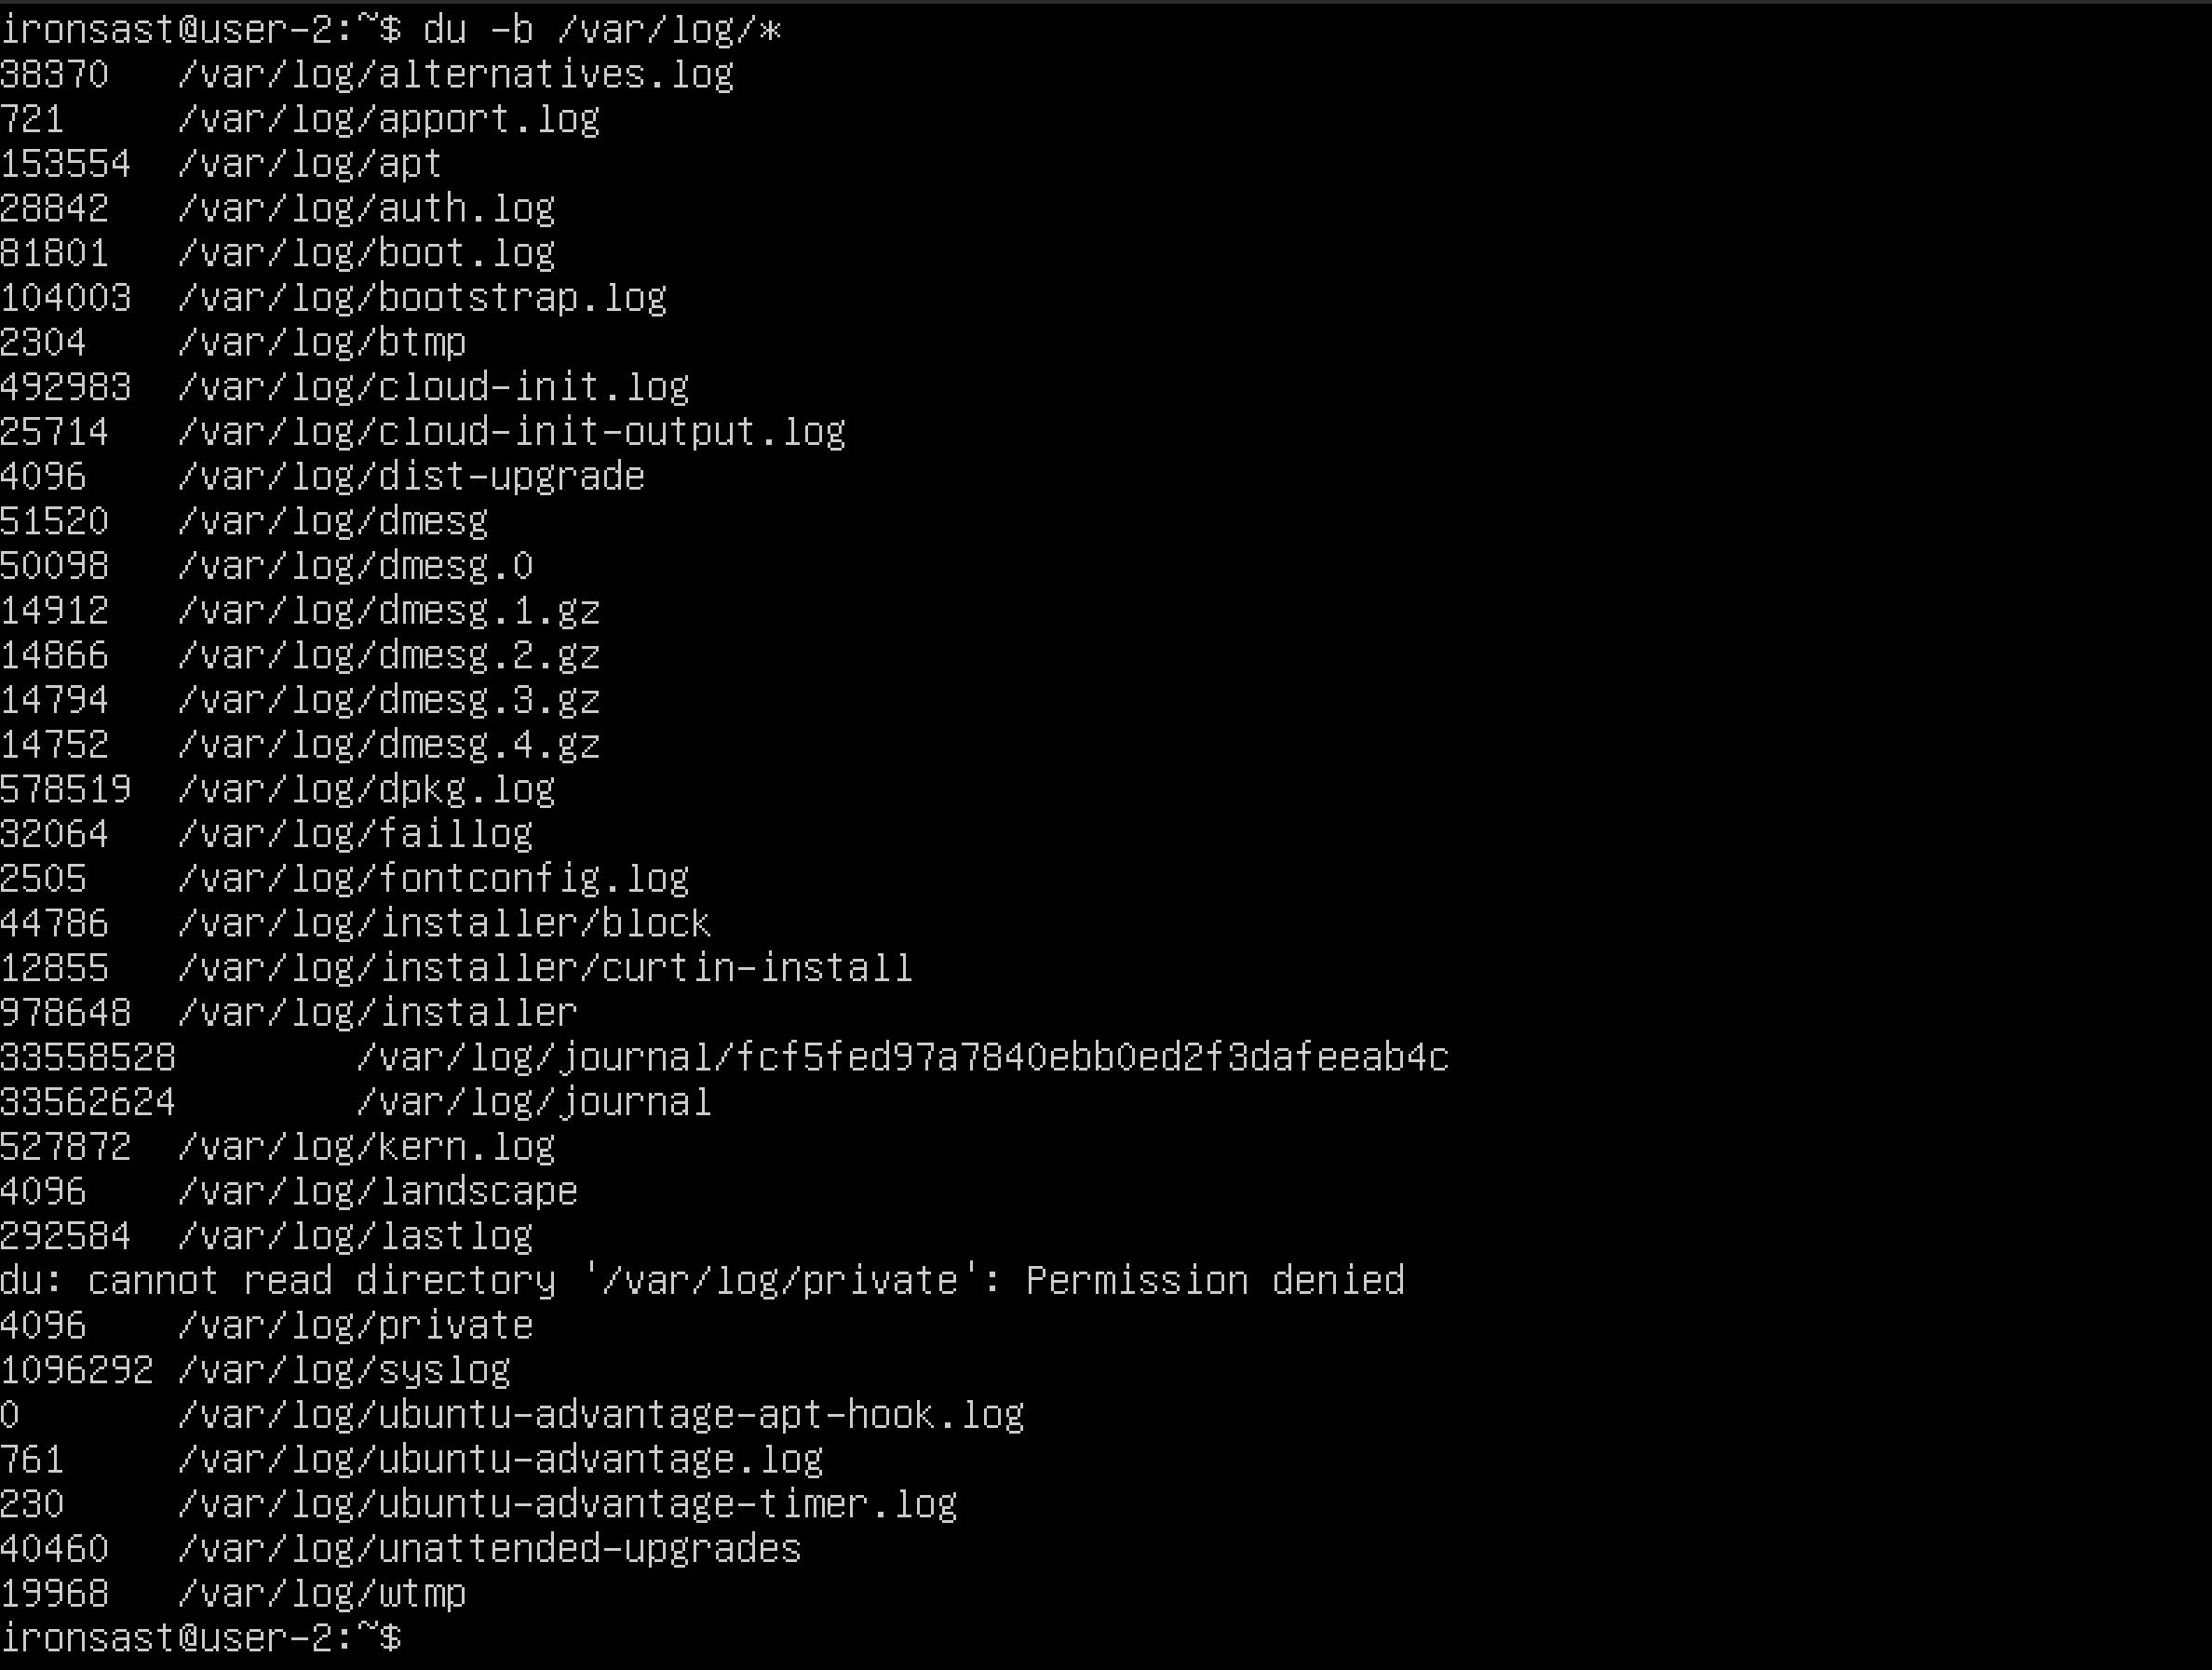 ironsast@user-2:~$ du -b /var/log/*
38370   /var/log/alternatives.log
721     /var/log/apport.log
153554  /var/log/apt
28842   /var/log/auth.log
81801   /var/log/boot.log
104003  /var/log/bootstrap.log
2304    /var/log/btmp
492983  /var/log/cloud-init.log
25714   /var/log/cloud-init-output.log
4096    /var/log/dist-upgrade
51520   /var/log/dmesg
50098   /var/log/dmesg.0
14912   /var/log/dmesg.1.gz
14866   /var/log/dmesg.2.gz
14794   /var/log/dmesg.3.gz
14752   /var/log/dmesg.4.gz
578519  /var/log/dpkg.log
32064   /var/log/faillog
2505    /var/log/fontconfig.log
44786   /var/log/installer/block
12855   /var/log/installer/curtin-install
978648  /var/log/installer
33558528        /var/log/journal/fcf5fed97a7840ebb0ed2f3dafeeab4c
33562624        /var/log/journal
527872  /var/log/kern.log
4096    /var/log/landscape
292584  /var/log/lastlog
du: cannot read directory '/var/log/private': Permission denied
4096    /var/log/private
1096292 /var/log/syslog
0       /var/log/ubuntu-advantage-apt-hook.log
761     /var/log/ubuntu-advantage.log
230     /var/log/ubuntu-advantage-timer.log
40460   /var/log/unattended-upgrades
19968   /var/log/wtmp
ironsast@user-2:~$